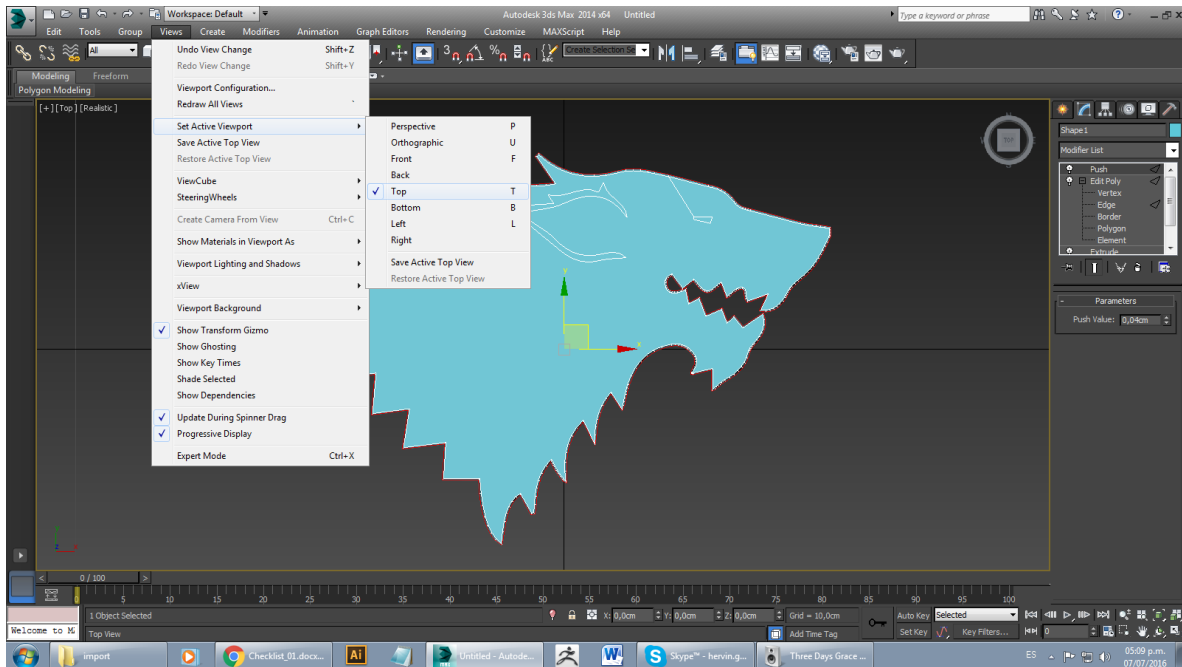 Workspace: Default
Autodesk 3ds Max 2014 x64 Untitled
Type a keyword or phrase
Edit Tools Group Views Create Modifiers Animation Graph Editors Rendering Customize MAXScript Help
All
Create Selection Se
Modeling Freeform
Polygon Modeling
[+] [Top] [Realistic]
Undo View Change Shift+Z
Redo View Change Shift+Y
Viewport Configuration...
Redraw All Views `
Set Active Viewport
Save Active Top View
Restore Active Top View
ViewCube
SteeringWheels
Create Camera From View Ctrl+C
Show Materials in Viewport As
Viewport Lighting and Shadows
xView
Viewport Background
Show Transform Gizmo
Show Ghosting
Show Key Times
Shade Selected
Show Dependencies
Update During Spinner Drag
Progressive Display
Expert Mode Ctrl+X
Perspective P
Orthographic U
Front F
Back
Top T
Bottom B
Left L
Right
Save Active Top View
Restore Active Top View
TOP
y
x
Shape1
Modifier List
Push
Edit Poly
Vertex
Edge
Border
Polygon
Element
Extrude
- Parameters
Push Value: 0,04cm
< 0 / 100 >
0 5 10 15 20 25 30 35 40 45 50 55 60 65 70 75 80 85 90 95 100
1 Object Selected
X: 0,0cm Y: 0,0cm Z: 0,0cm
Grid = 10,0cm
Auto Key Selected
Welcome to M
Top View
Add Time Tag
Set Key Key Filters...
0
import
Checklist_01.docx...
Ai
Untitled - Autode...
W
Skype™ - hervin.g...
Three Days Grace ...
ES
05:09 p.m.
07/07/2016